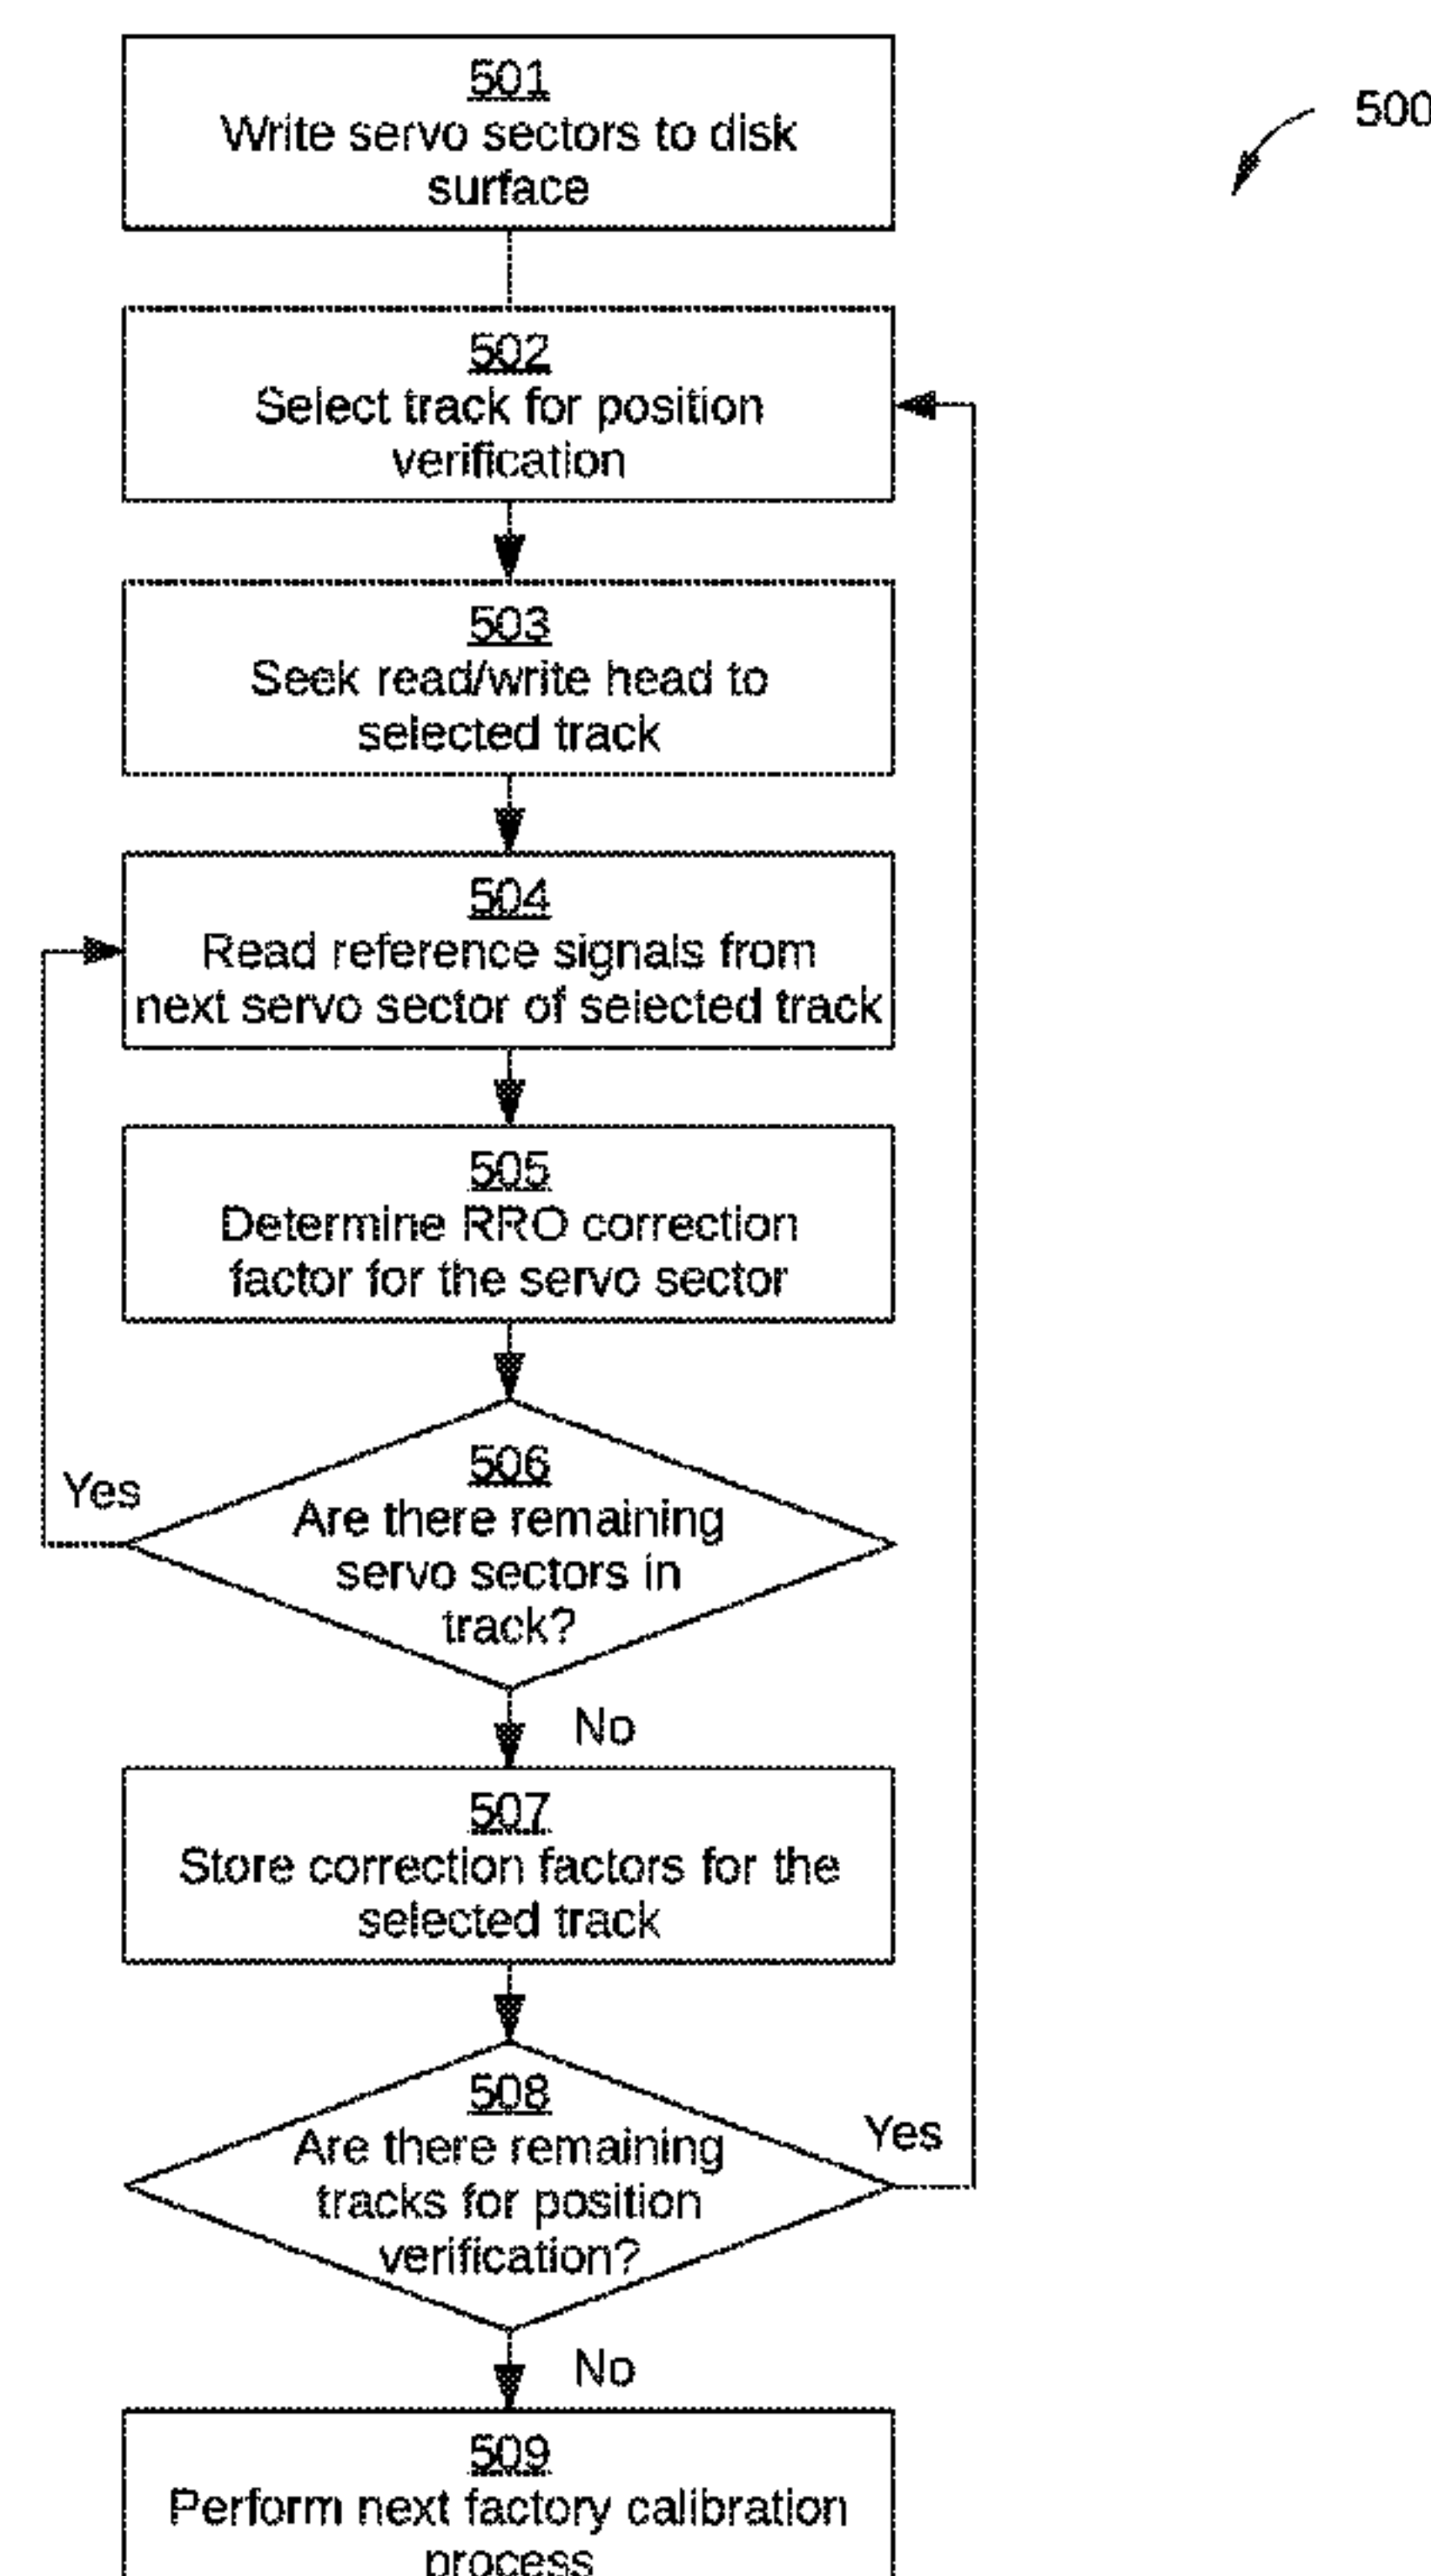 501
Write servo sectors to disk
surface
500
502
Select track for position
verification
503
Seek read/write head to
selected track
504
Read reference signals from
next servo sector of selected track
505
Determine RRO correction
factor for the servo sector
506
Are there remaining
servo sectors in
track?
Yes
No
507
Store correction factors for the
selected track
508
Are there remaining
tracks for position
verification?
Yes
No
509
Perform next factory calibration
process